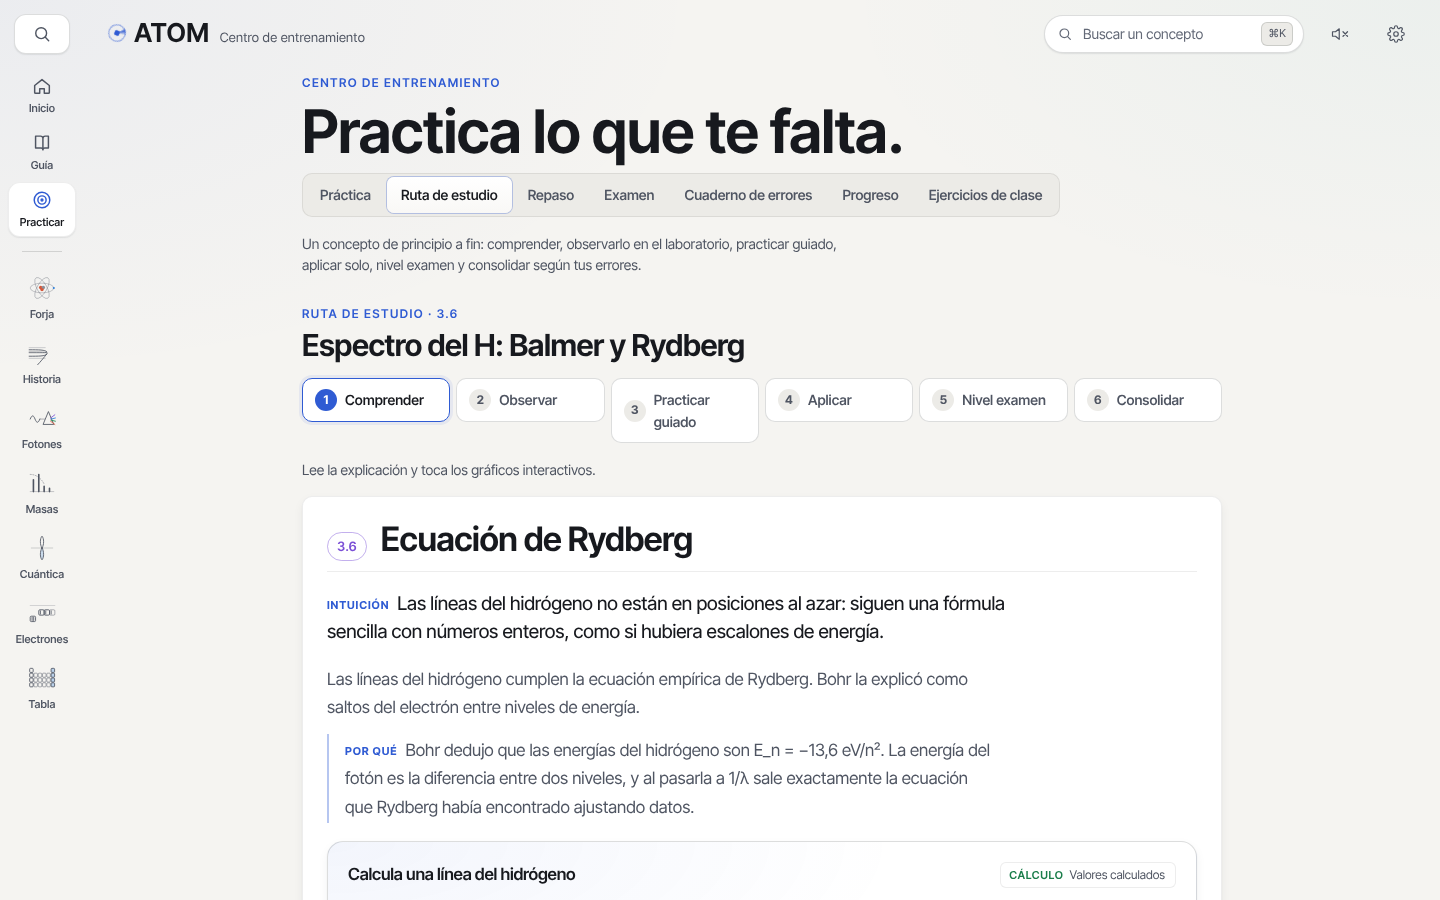 ATOM Centro de entrenamiento
Buscar un concepto ⌘K
Inicio
Guía
Practicar
Forja
Historia
Fotones
Masas
Cuántica
Electrones
Tabla
CENTRO DE ENTRENAMIENTO
Practica lo que te falta.
Práctica Ruta de estudio Repaso Examen Cuaderno de errores Progreso Ejercicios de clase
Un concepto de principio a fin: comprender, observarlo en el laboratorio, practicar guiado,
aplicar solo, nivel examen y consolidar según tus errores.
RUTA DE ESTUDIO · 3.6
Espectro del H: Balmer y Rydberg
1 Comprender
2 Observar
3 Practicar
guiado
4 Aplicar
5 Nivel examen
6 Consolidar
Lee la explicación y toca los gráficos interactivos.
3.6 Ecuación de Rydberg
INTUICIÓN Las líneas del hidrógeno no están en posiciones al azar: siguen una fórmula
sencilla con números enteros, como si hubiera escalones de energía.
Las líneas del hidrógeno cumplen la ecuación empírica de Rydberg. Bohr la explicó como
saltos del electrón entre niveles de energía.
POR QUÉ Bohr dedujo que las energías del hidrógeno son E_n = −13,6 eV/n². La energía del
fotón es la diferencia entre dos niveles, y al pasarla a 1/λ sale exactamente la ecuación
que Rydberg había encontrado ajustando datos.
Calcula una línea del hidrógeno
CÁLCULO Valores calculados